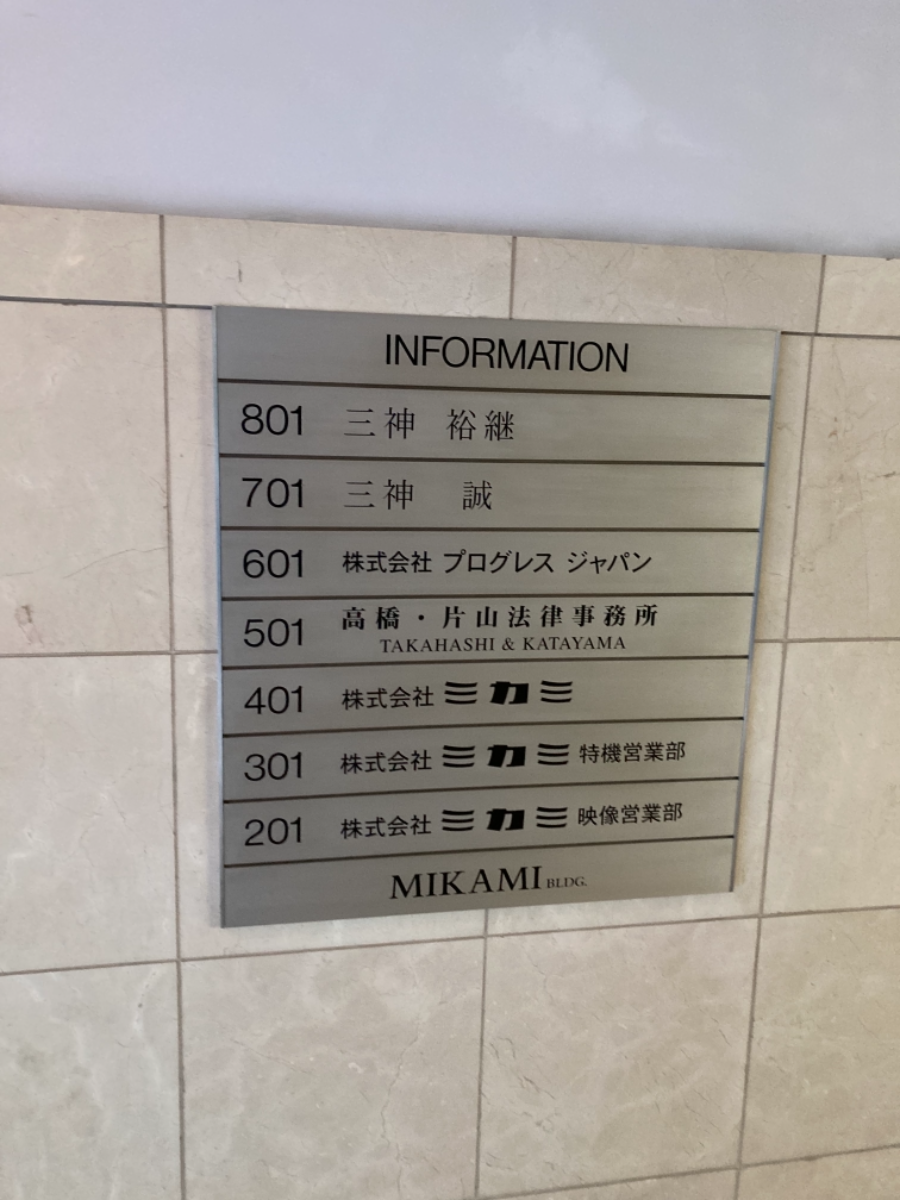 INFORMATION
801 三神 裕継
701 三神 誠
601 株式会社 プログレス ジャパン
501 高橋・片山法律事務所
TAKAHASHI & KATAYAMA
401 株式会社 ミカミ
301 株式会社 ミカミ 特機営業部
201 株式会社 ミカミ 映像営業部
MIKAMI BLDG.